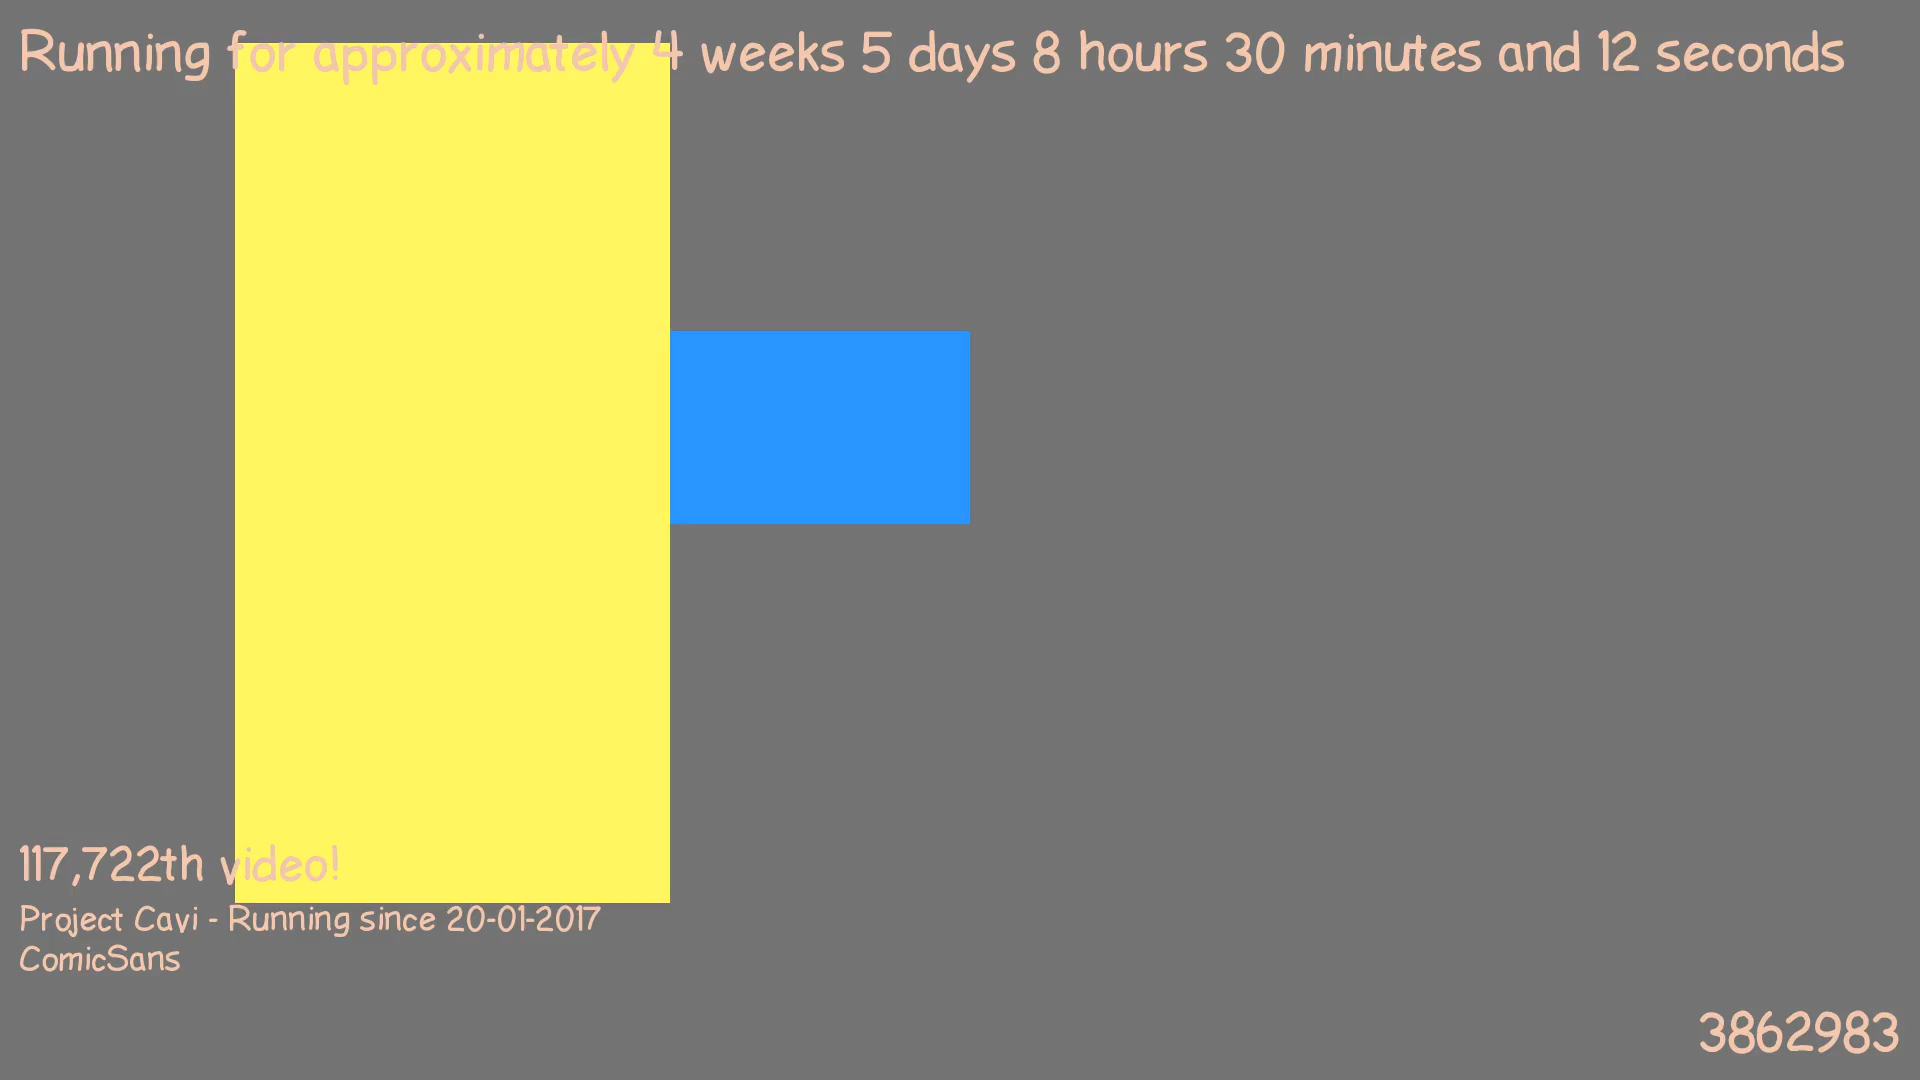 Running for approximately 4 weeks 5 days 8 hours 30 minutes and 12 seconds
117,722th video!
Project Cavi - Running since 20-01-2017
ComicSans
3862983